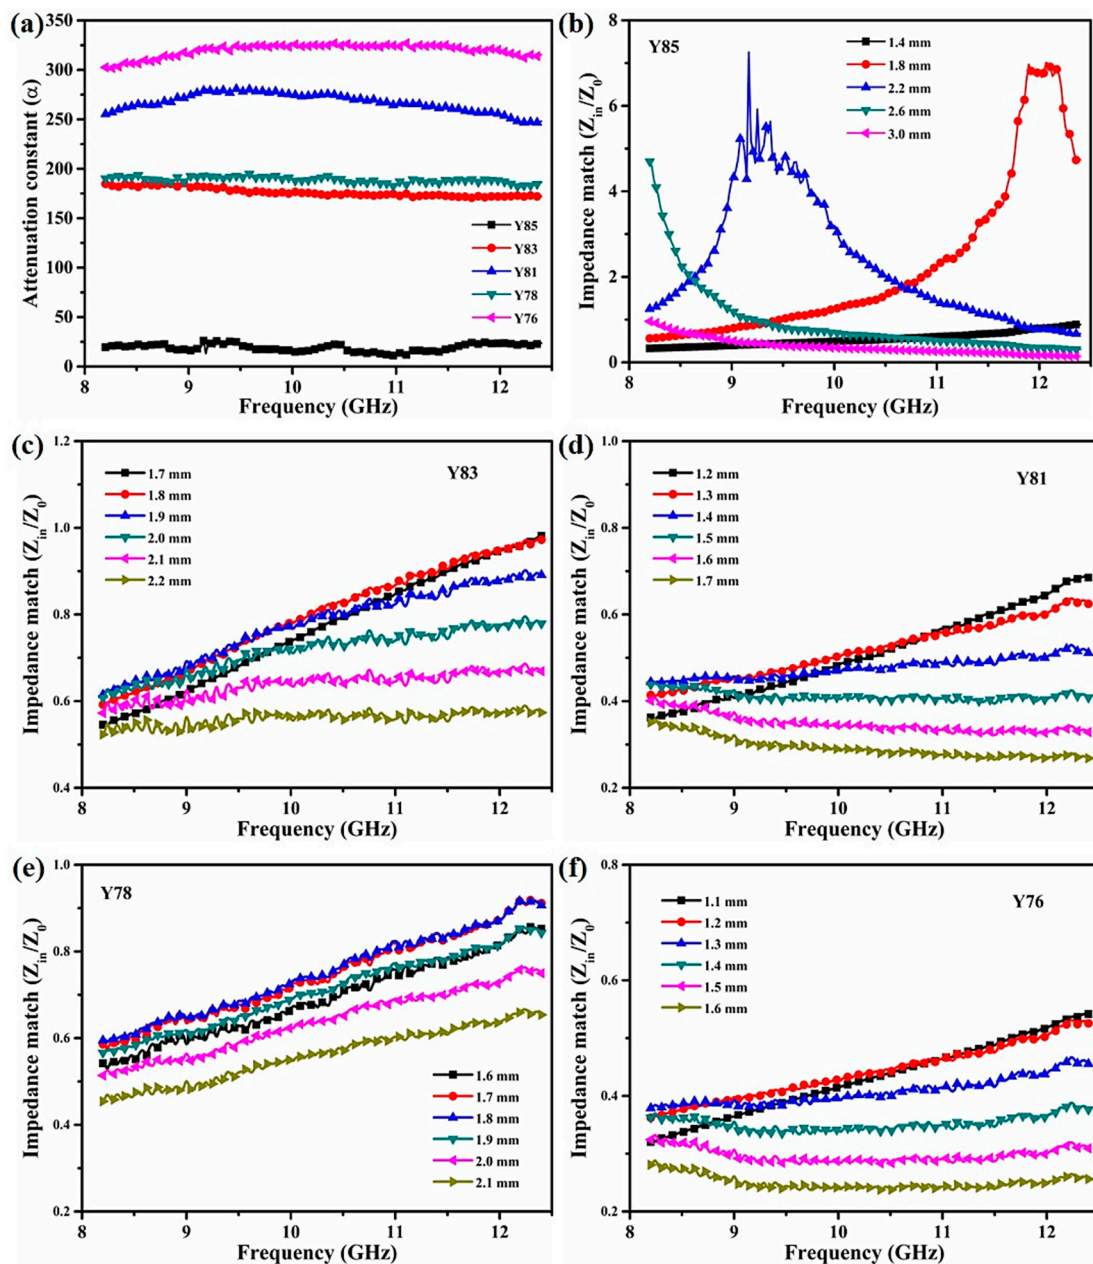 (a)
350
300
250
200
150
100
50
0
Attenuation constant (α)
Y85
Y83
Y81
Y78
Y76
8 9 10 11 12
Frequency (GHz)
(b)
Y85
8
6
4
2
0
Impedance match (Z_in/Z_0)
1.4 mm
1.8 mm
2.2 mm
2.6 mm
3.0 mm
8 9 10 11 12
Frequency (GHz)
(c)
Y83
1.2
1.0
0.8
0.6
0.4
Impedance match (Z_in/Z_0)
1.7 mm
1.8 mm
1.9 mm
2.0 mm
2.1 mm
2.2 mm
8 9 10 11 12
Frequency (GHz)
(d)
Y81
1.0
0.8
0.6
0.4
0.2
Impedance match (Z_in/Z_0)
1.2 mm
1.3 mm
1.4 mm
1.5 mm
1.6 mm
1.7 mm
8 9 10 11 12
Frequency (GHz)
(e)
Y78
1.0
0.8
0.6
0.4
0.2
Impedance match (Z_in/Z_0)
1.6 mm
1.7 mm
1.8 mm
1.9 mm
2.0 mm
2.1 mm
8 9 10 11 12
Frequency (GHz)
(f)
Y76
0.8
0.6
0.4
0.2
Impedance match (Z_in/Z_0)
1.1 mm
1.2 mm
1.3 mm
1.4 mm
1.5 mm
1.6 mm
8 9 10 11 12
Frequency (GHz)